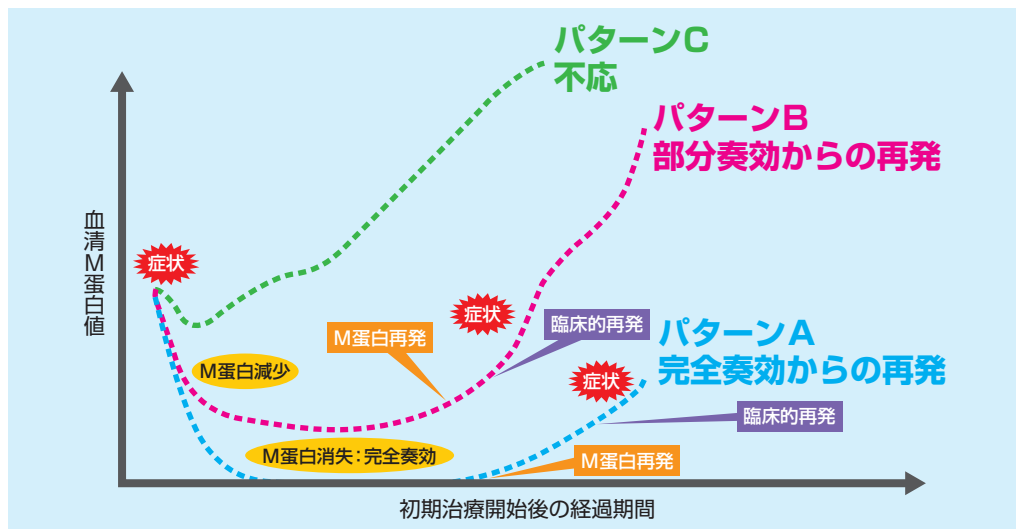 パターンC
不応
パターンB
部分奏効からの再発
血清M蛋白値
症状
症状
臨床的再発
M蛋白再発
パターンA
完全奏効からの再発
M蛋白減少
症状
臨床的再発
M蛋白消失：完全奏効
M蛋白再発
初期治療開始後の経過期間